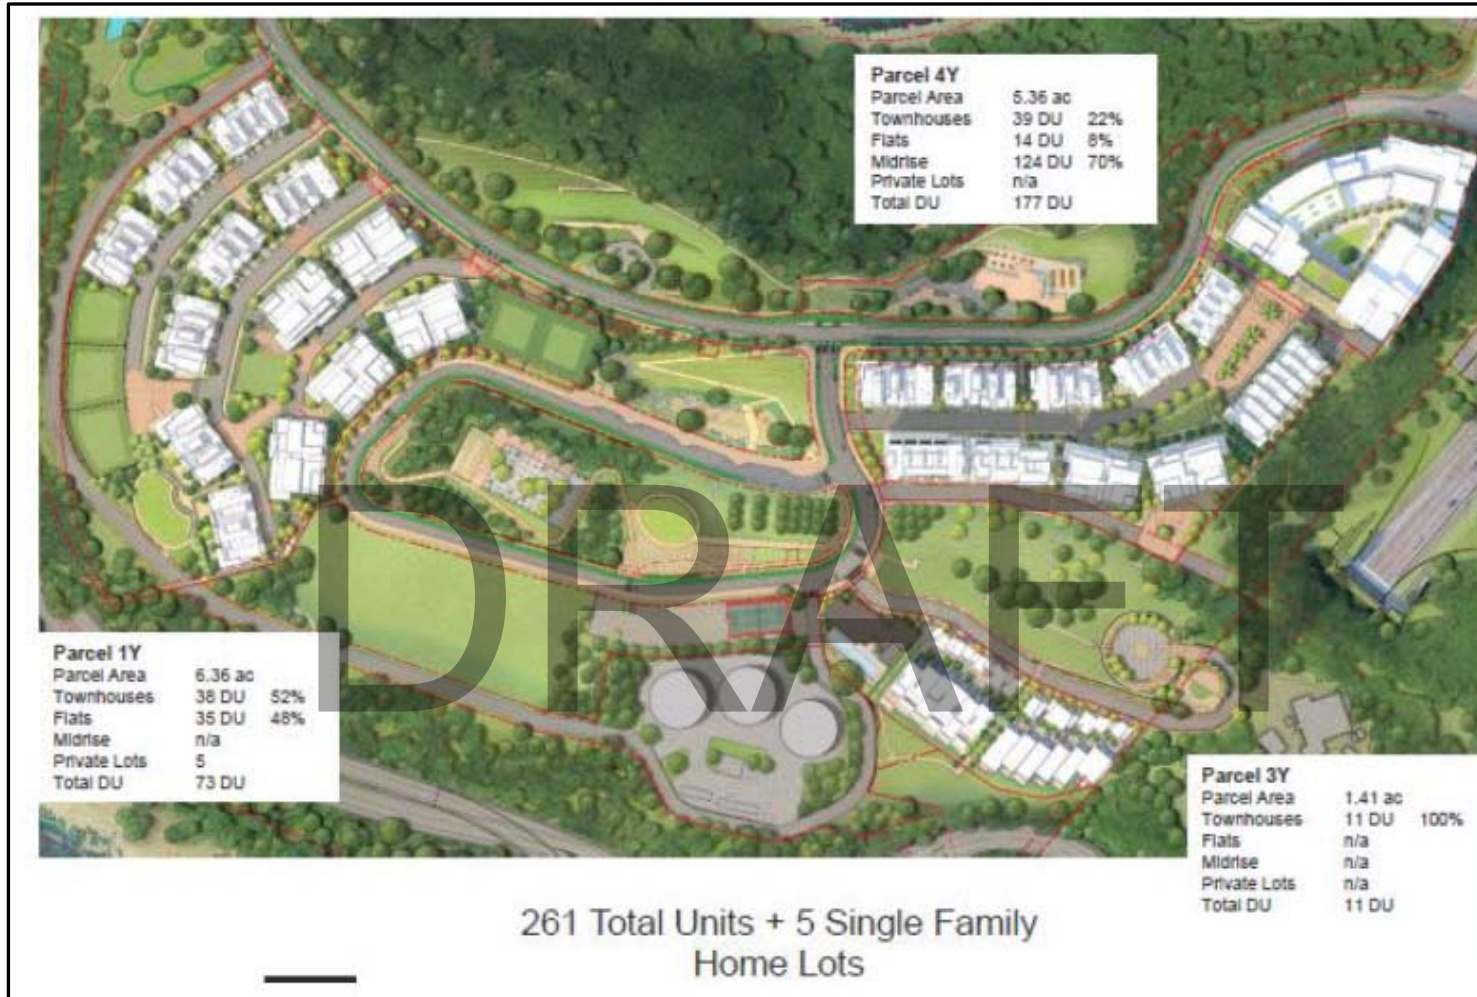 Parcel 4Y
Parcel Area 5.36 ac
Townhouses 39 DU 22%
Flats 14 DU 8%
Midrise 124 DU 70%
Private Lots n/a
Total DU 177 DU
DRAFT
Parcel 1Y
Parcel Area 6.36 ac
Townhouses 38 DU 52%
Flats 35 DU 48%
Midrise n/a
Private Lots 5
Total DU 73 DU
Parcel 3Y
Parcel Area 1.41 ac
Townhouses 11 DU 100%
Flats n/a
Midrise n/a
Private Lots n/a
Total DU 11 DU
261 Total Units + 5 Single Family
Home Lots